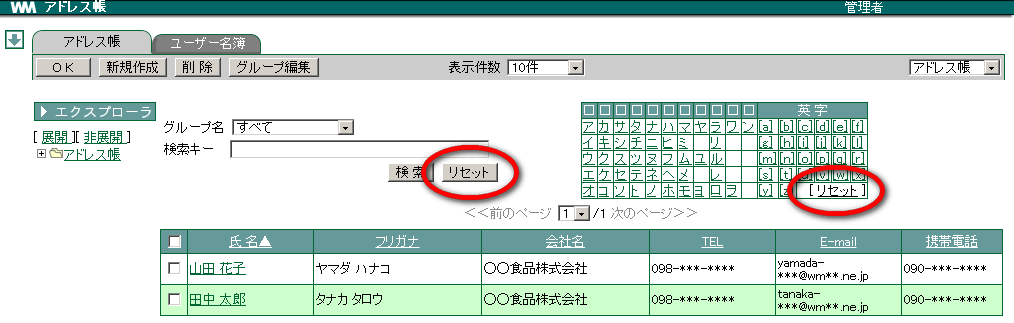 WM アドレス帳 管理者
アドレス帳 ユーザー名簿
ＯＫ 新規作成 削 除 グループ編集 表示件数 10件 アドレス帳
エクスプローラ
[ 展開 ][ 非展開 ]
アドレス帳
グループ名 すべて
検索キー
検 索 リセット
英 字
ア カ サ タ ナ ハ マ ヤ ラ ワ ン [a] [b] [c] [d] [e] [f]
イ キ シ チ ニ ヒ ミ リ [g] [h] [i] [j] [k] [l]
ウ ク ス ツ ヌ フ ム ユ ル [m] [n] [o] [p] [q] [r]
エ ケ セ テ ネ ヘ メ レ [s] [t] [u] [v] [w] [x]
オ コ ソ ト ノ ホ モ ヨ ロ ヲ [y] [z] [ リセット ]
<<前のページ 1 /1 次のページ>>
氏 名▲ フリガナ 会社名 TEL E-mail 携帯電話
山田 花子 ヤマダ ハナコ 〇〇食品株式会社 098-***-**** yamada-***@wm**.ne.jp 090-***-****
田中 太郎 タナカ タロウ 〇〇食品株式会社 098-***-**** tanaka-***@wm**.ne.jp 090-***-****